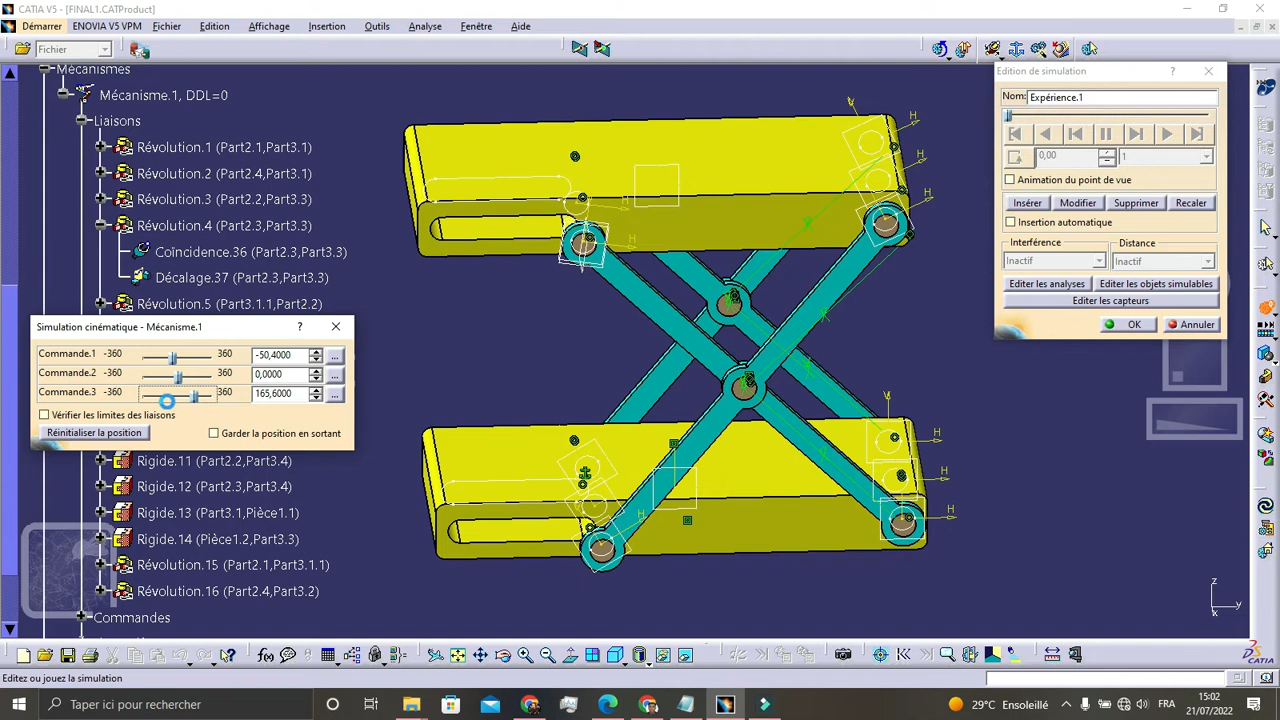 CATIA V5 - [FINAL1.CATProduct]
Démarrer ENOVIA V5 VPM Fichier Edition Affichage Insertion Outils Analyse Fenêtre Aide
Fichier
Mécanismes
Mécanisme.1, DDL=0
Liaisons
Révolution.1 (Part2.1,Part3.1)
Révolution.2 (Part2.4,Part3.1)
Révolution.3 (Part2.2,Part3.2)
Révolution.4 (Part2.3,Part3.3)
Coïncidence.36 (Part2.3,Part3.3)
Décalage.37 (Part2.3,Part3.3)
Révolution.5 (Part3.1.1,Part2.2)
Simulation cinématique - Mécanisme.1
Commande.1 -360 360 -50,4000 ...
Commande.2 -360 360 0,0000 ...
Commande.3 -360 360 165,6000 ...
Vérifier les limites des liaisons
Réinitialiser la position Garder la position en sortant
Rigide.11 (Part2.2,Part3.4)
Rigide.12 (Part2.3,Part3.4)
Rigide.13 (Part3.1,Pièce1.1)
Rigide.14 (Pièce1.2,Part3.3)
Révolution.15 (Part2.1,Part3.1.1)
Révolution.16 (Part2.4,Part3.2)
Commandes
V
H
H
H
H
H
V
H
H
H
H
Edition de simulation
Nom: Expérience.1
0,00 1
Animation du point de vue
Insérer Modifier Supprimer Recaler
Insertion automatique
Interférence Distance
Inactif Inactif
Editer les analyses Editer les objets simulables
Editer les capteurs
OK Annuler
z
y
x
f(x)
CATIA
Editez ou jouez la simulation
Taper ici pour rechercher
29°C Ensoleillé
FRA
15:02
21/07/2022